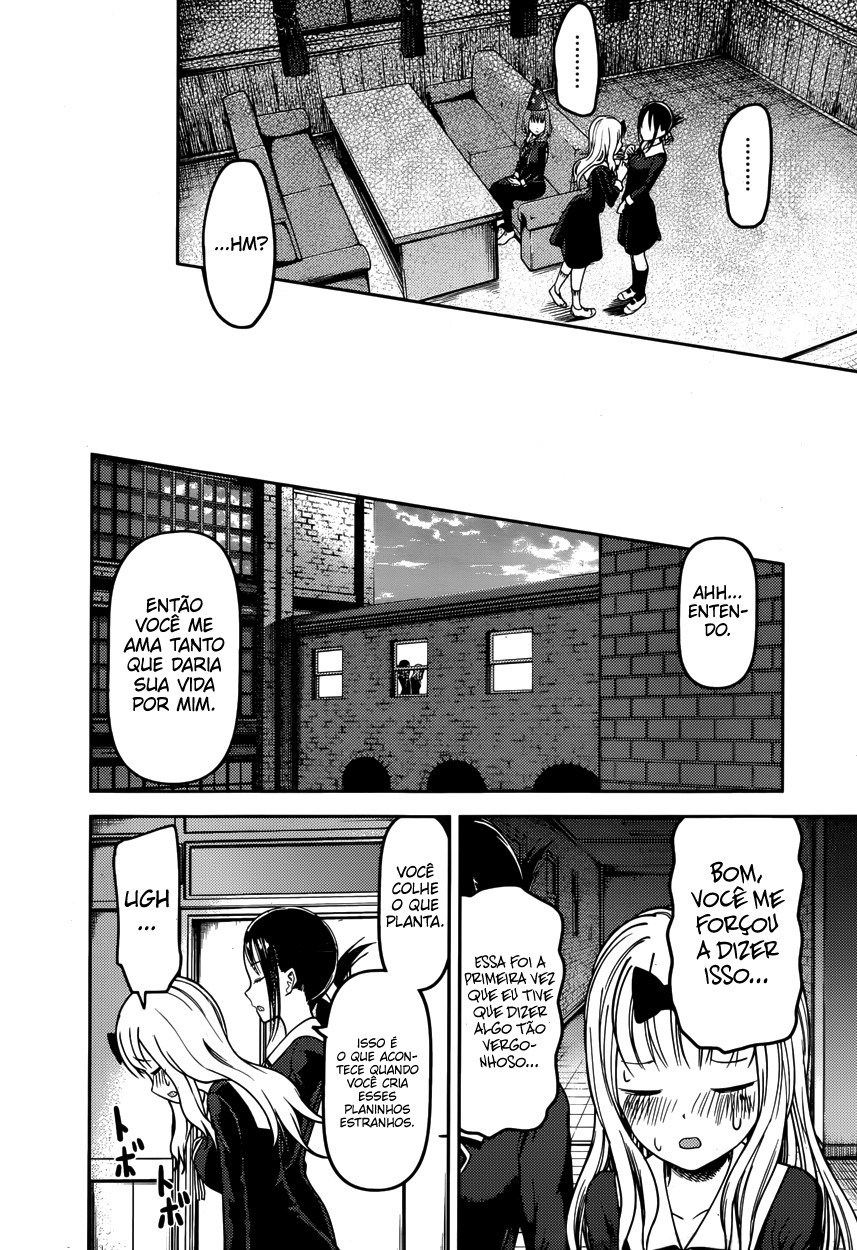 .........
.........
...HM?
AHH...
ENTEN-
DO.
ENTÃO
VOCÊ ME
AMA TANTO
QUE DARIA
SUA VIDA
POR MIM.
BOM,
VOCÊ ME
FORÇOU
A DIZER
ISSO...
ESSA FOI A
PRIMEIRA VEZ
QUE EU TIVE
QUE DIZER
ALGO TÃO
VERGO-
NHOSO...
VOCÊ
COLHE
O QUE
PLANTA.
ISSO É
O QUE ACON-
TECE QUANDO
VOCÊ CRIA
ESSES
PLANINHOS
ESTRANHOS.
UGH
...
トボ
トボ